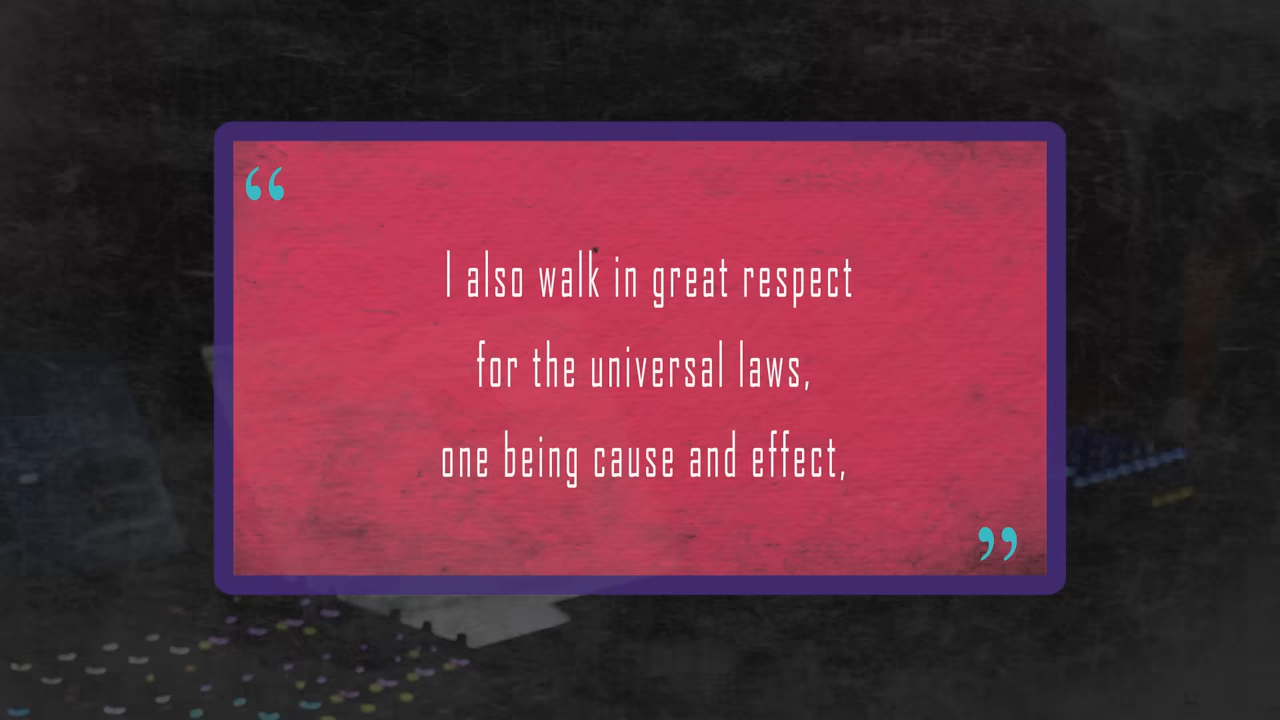 “
I also walk in great respect
for the universal laws,
one being cause and effect,
”